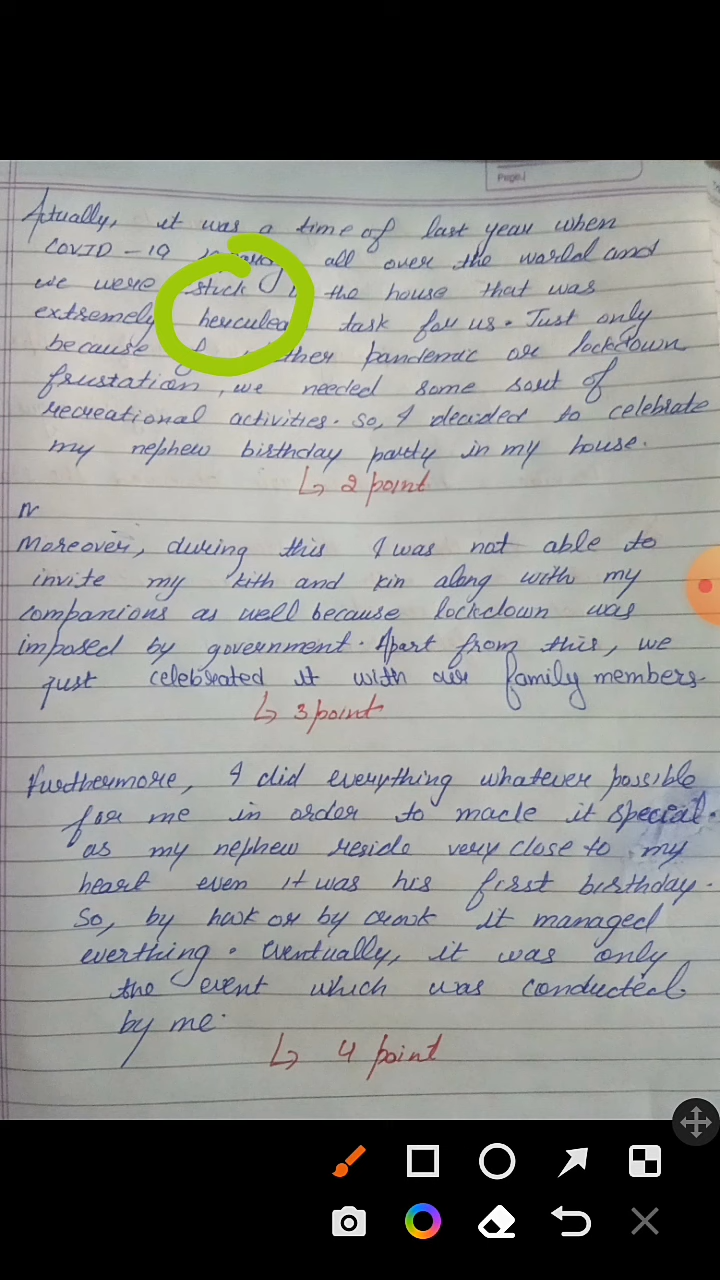 Page
Actually, it was a time of last year when
COVID-19 all over the world and
we were stuck the house that was
extremely herculea task for us. Just only
because pandemic or lockdown
frustation, we needed some sort of
recreational activities. So, I decided to celebrate
my nephew birthday party in my house.
↳ 2 point
Moreover, during this I was not able to
invite my kith and kin along with my
companions as well because lockdown was
imposed by government. Apart from this, we
just celebrated it with our family members.
↳ 3 point
Furthermore, I did everything whatever possible
for me in order to made it special.
as my nephew reside very close to my
heart even it was his first birthday.
So, by hook or by crook it managed
everthing. Eventually, it was only
the event which was conducted
by me.
↳ 4 point